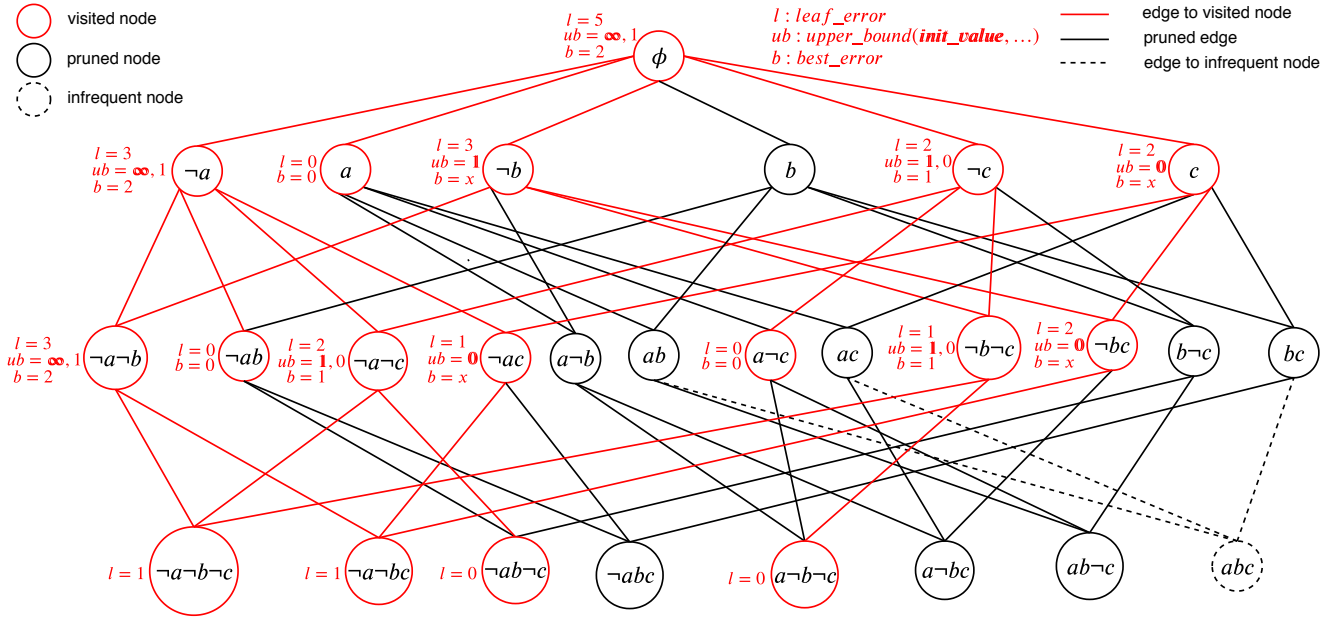 visited node
pruned node
infrequent node
l = 5
ub = ∞, 1
b = 2
ϕ
l : leaf_error
ub : upper_bound(init_value, …)
b : best_error
edge to visited node
pruned edge
edge to infrequent node
l = 3
ub = ∞, 1
b = 2
¬a
l = 0
b = 0
a
l = 3
ub = 1
b = x
¬b
b
l = 2
ub = 1, 0
b = 1
¬c
l = 2
ub = 0
b = x
c
l = 3
ub = ∞, 1
b = 2
¬a¬b
l = 0
b = 0
¬ab
l = 2
ub = 1, 0
b = 1
¬a¬c
l = 1
ub = 0
b = x
¬ac
a¬b
ab
l = 0
b = 0
a¬c
ac
l = 1
ub = 1, 0
b = 1
¬b¬c
l = 2
ub = 0
b = x
¬bc
b¬c
bc
l = 1
¬a¬b¬c
l = 1
¬a¬bc
l = 0
¬ab¬c
¬abc
l = 0
a¬b¬c
a¬bc
ab¬c
abc